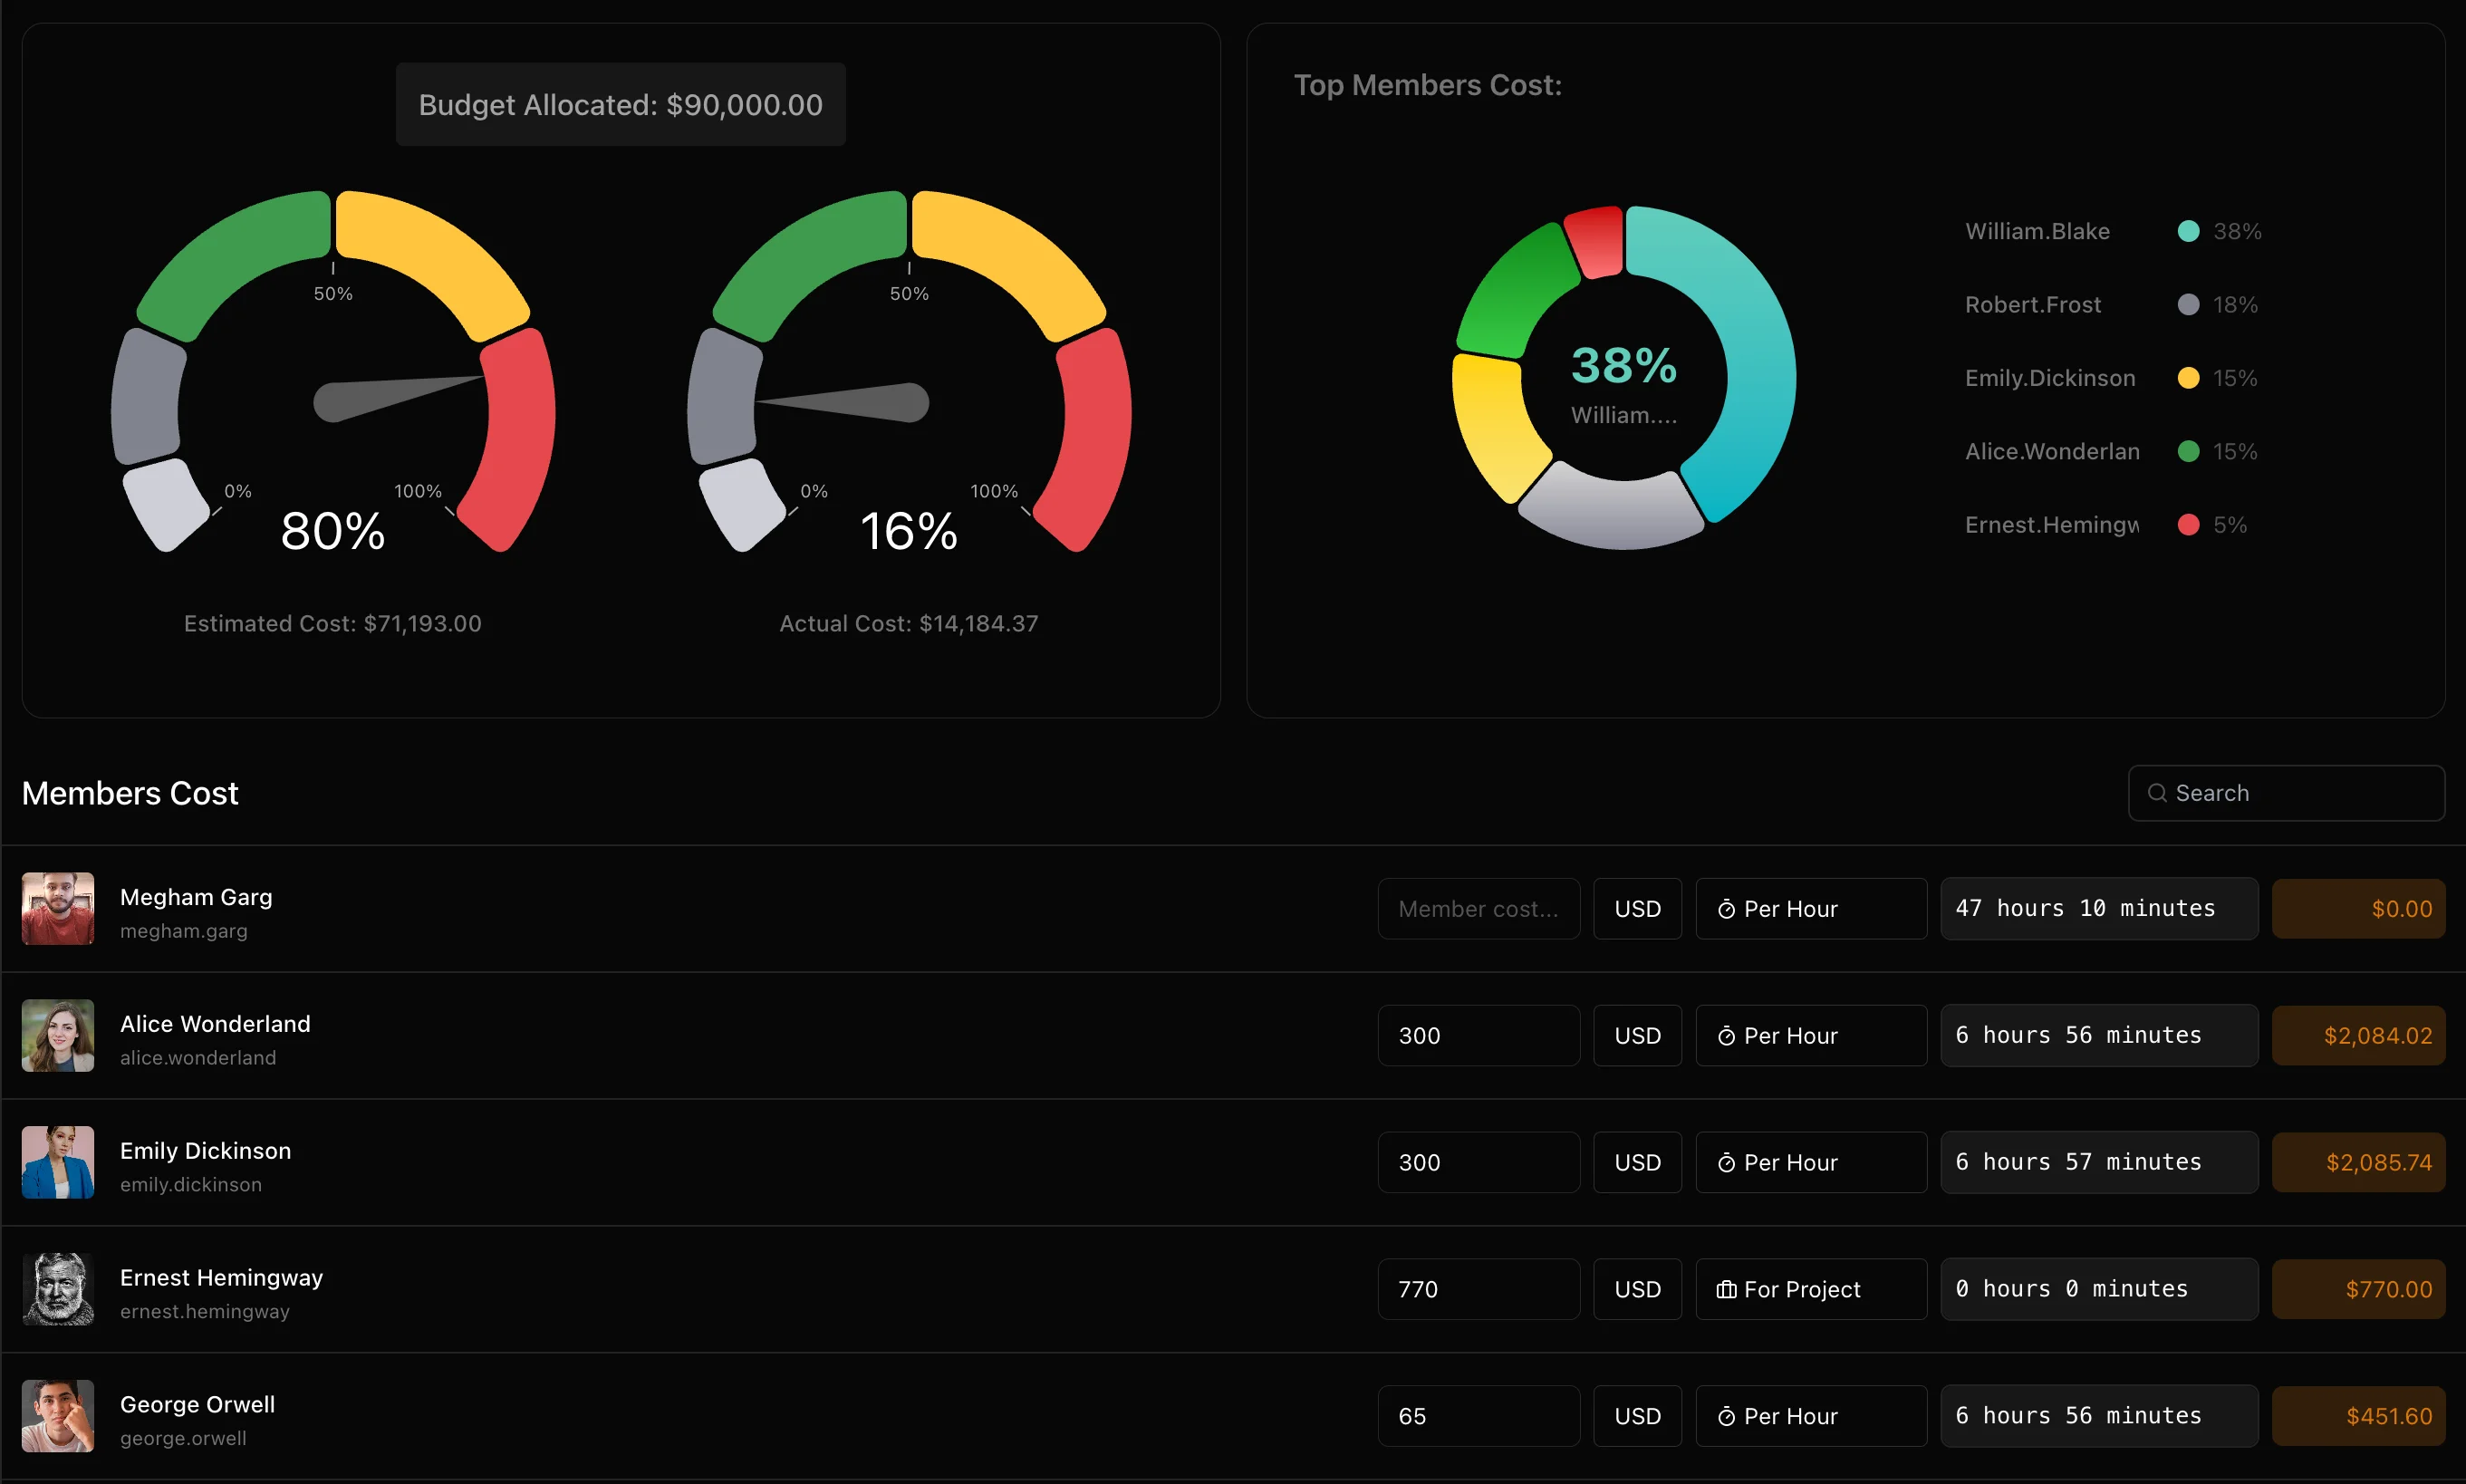 Budget Allocated: $90,000.00
50%
0%
100%
80%
Estimated Cost: $71,193.00
50%
0%
100%
16%
Actual Cost: $14,184.37
Top Members Cost:
38%
William....
William.Blake 38%
Robert.Frost 18%
Emily.Dickinson 15%
Alice.Wonderlan 15%
Ernest.Hemingw 5%
Members Cost
Search
Megham Garg
megham.garg
Member cost... USD Per Hour 47 hours 10 minutes $0.00
Alice Wonderland
alice.wonderland
300 USD Per Hour 6 hours 56 minutes $2,084.02
Emily Dickinson
emily.dickinson
300 USD Per Hour 6 hours 57 minutes $2,085.74
Ernest Hemingway
ernest.hemingway
770 USD For Project 0 hours 0 minutes $770.00
George Orwell
george.orwell
65 USD Per Hour 6 hours 56 minutes $451.60